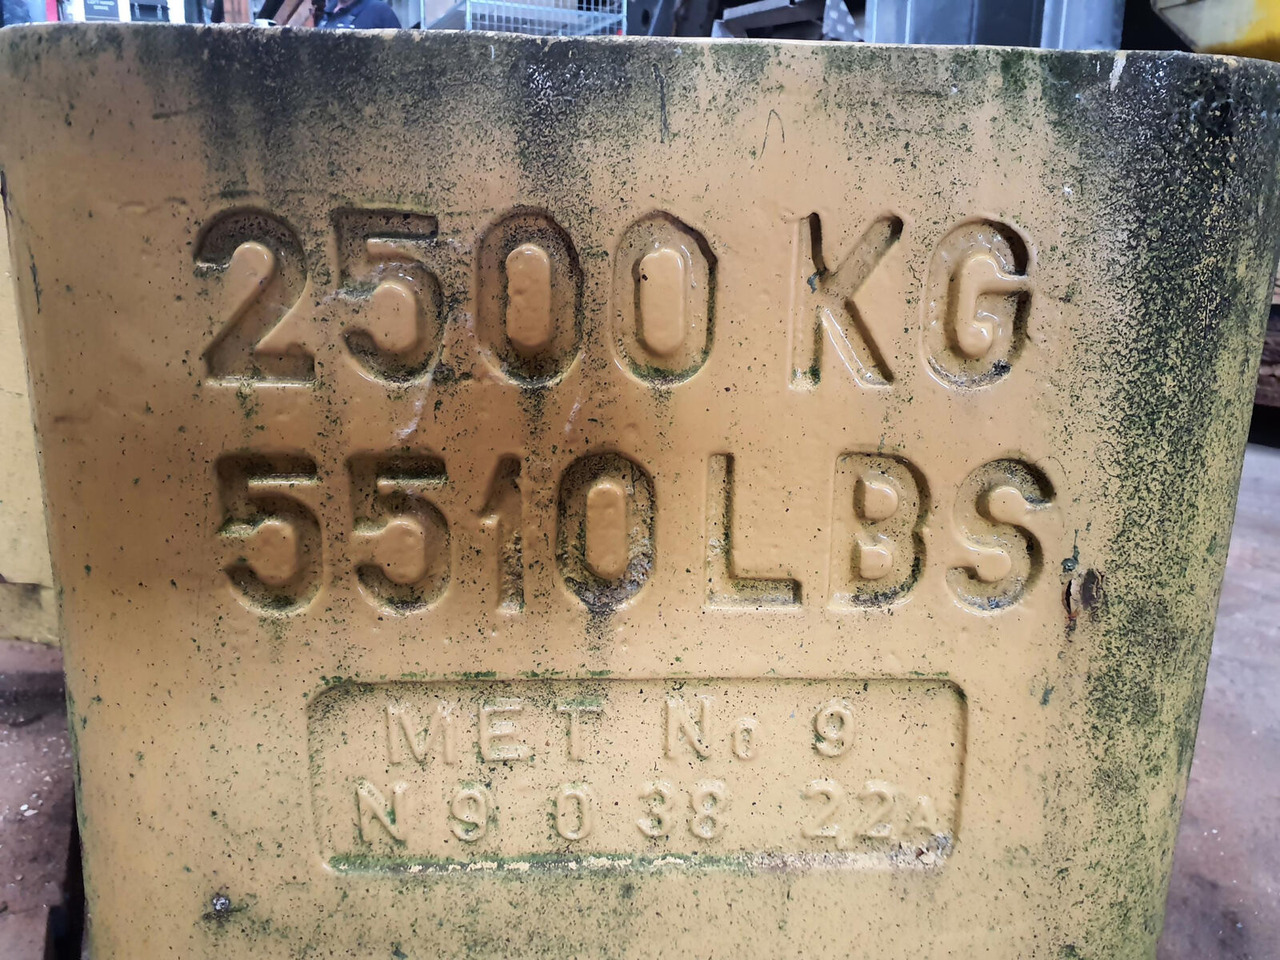 2500 KG
5510 LBS
MET No 9
N 9 0 38 22A